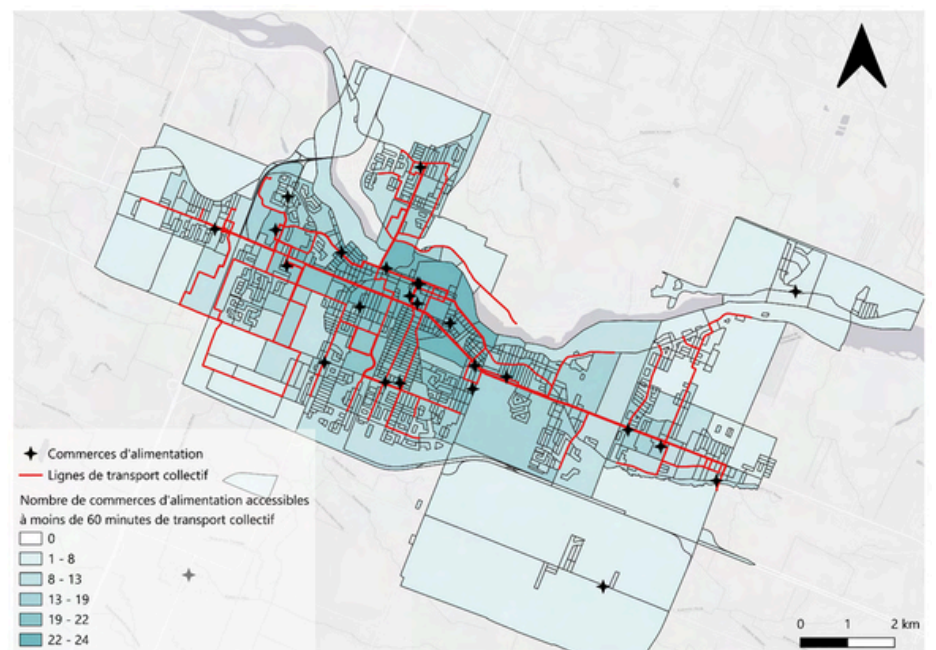 Commerces d'alimentation
Lignes de transport collectif
Nombre de commerces d'alimentation accessibles
à moins de 60 minutes de transport collectif
0
1 - 8
8 - 13
13 - 19
19 - 22
22 - 24
0 1 2 km